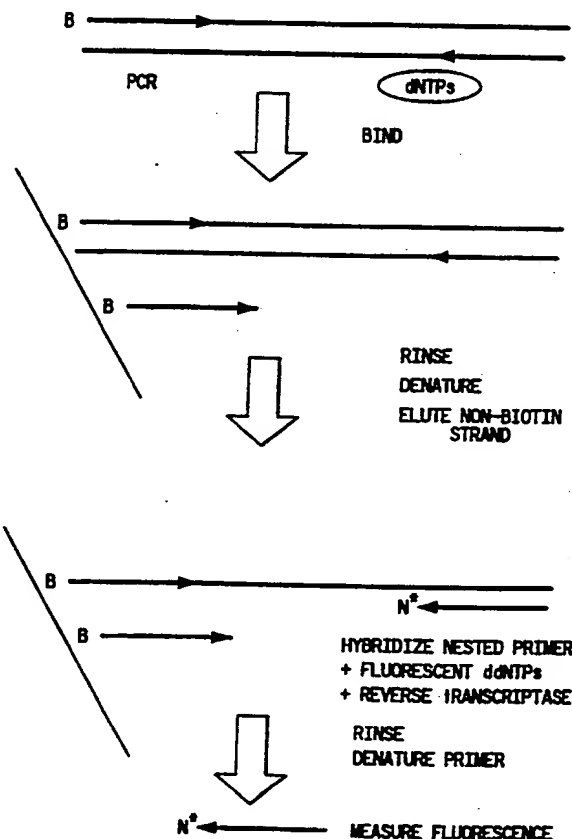 B
PCR
dNTPs
BIND
B
B
RINSE
DENATURE
ELUTE NON-BIOTIN
STRAND
B
N*
B
HYBRIDIZE NESTED PRIMER
+ FLUORESCENT ddNTPs
+ REVERSE TRANSCRIPTASE
RINSE
DENATURE PRIMER
N*
MEASURE FLUORESCENCE